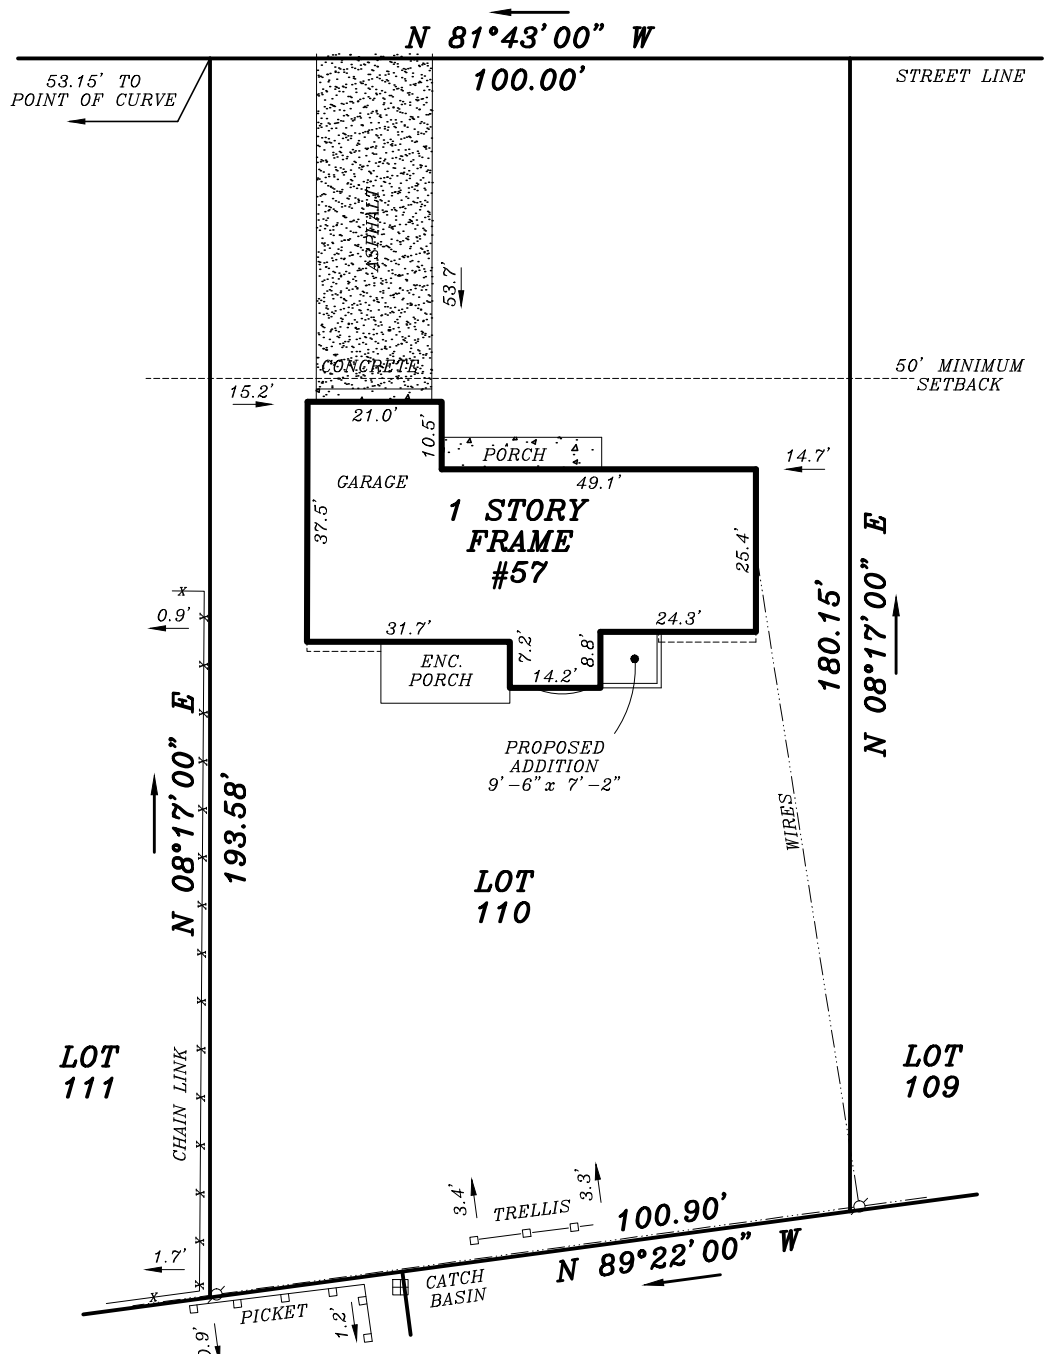 N 81°43'00" W
100.00'
53.15' TO
POINT OF CURVE
STREET LINE
ASPHALT
53.7'
CONCRETE
50' MINIMUM
SETBACK
15.2'
21.0'
10.5'
PORCH
14.7'
GARAGE
49.1'
37.5'
1 STORY
FRAME
#57
25.4'
N 08°17'00" E
180.15'
x
0.9'
31.7'
24.3'
7.2'
8.8'
ENC.
PORCH
14.2'
PROPOSED
ADDITION
9'-6" x 7'-2"
N 08°17'00" E
193.58'
WIRES
LOT
110
LOT
111
CHAIN LINK
LOT
109
3.4'
TRELLIS
3.3'
100.90'
N 89°22'00" W
1.7'
x
PICKET
CATCH
BASIN
1.2'